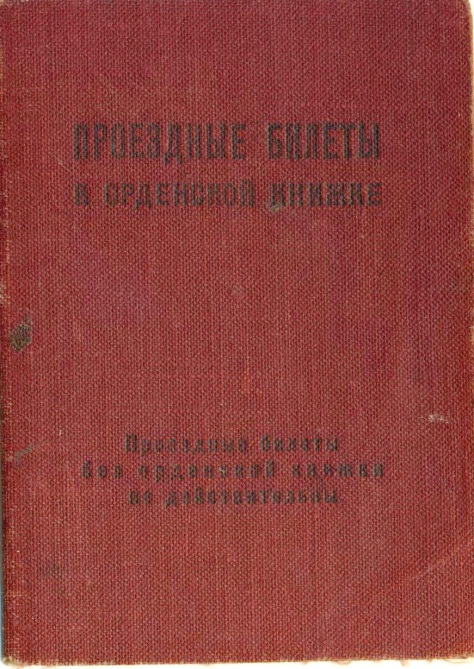 ПРОЕЗДНЫЕ БИЛЕТЫ
К ОРДЕНСКОЙ КНИЖКЕ
Проездные билеты
без орденской книжки
не действительны